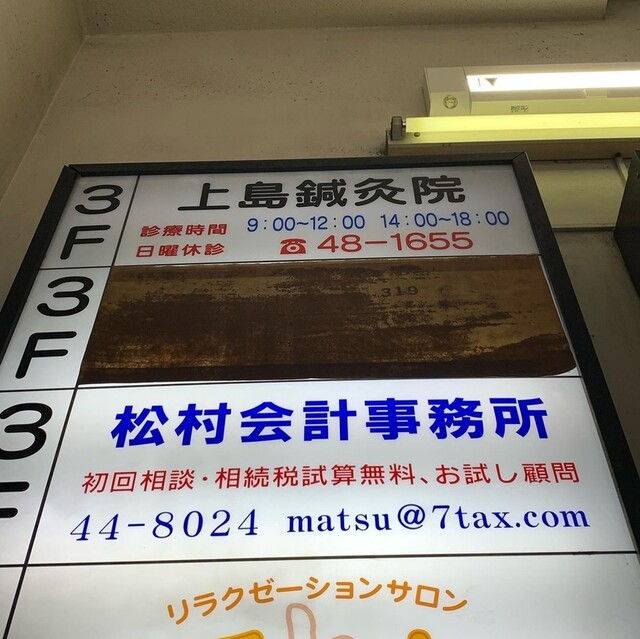 3F
上島鍼灸院
診療時間 9:00~12:00 14:00~18:00
日曜休診 ☎48-1655
3F
319
3F
松村会計事務所
初回相談・相続税試算無料、お試し顧問
44-8024 matsu@7tax.com
リラクゼーションサロン